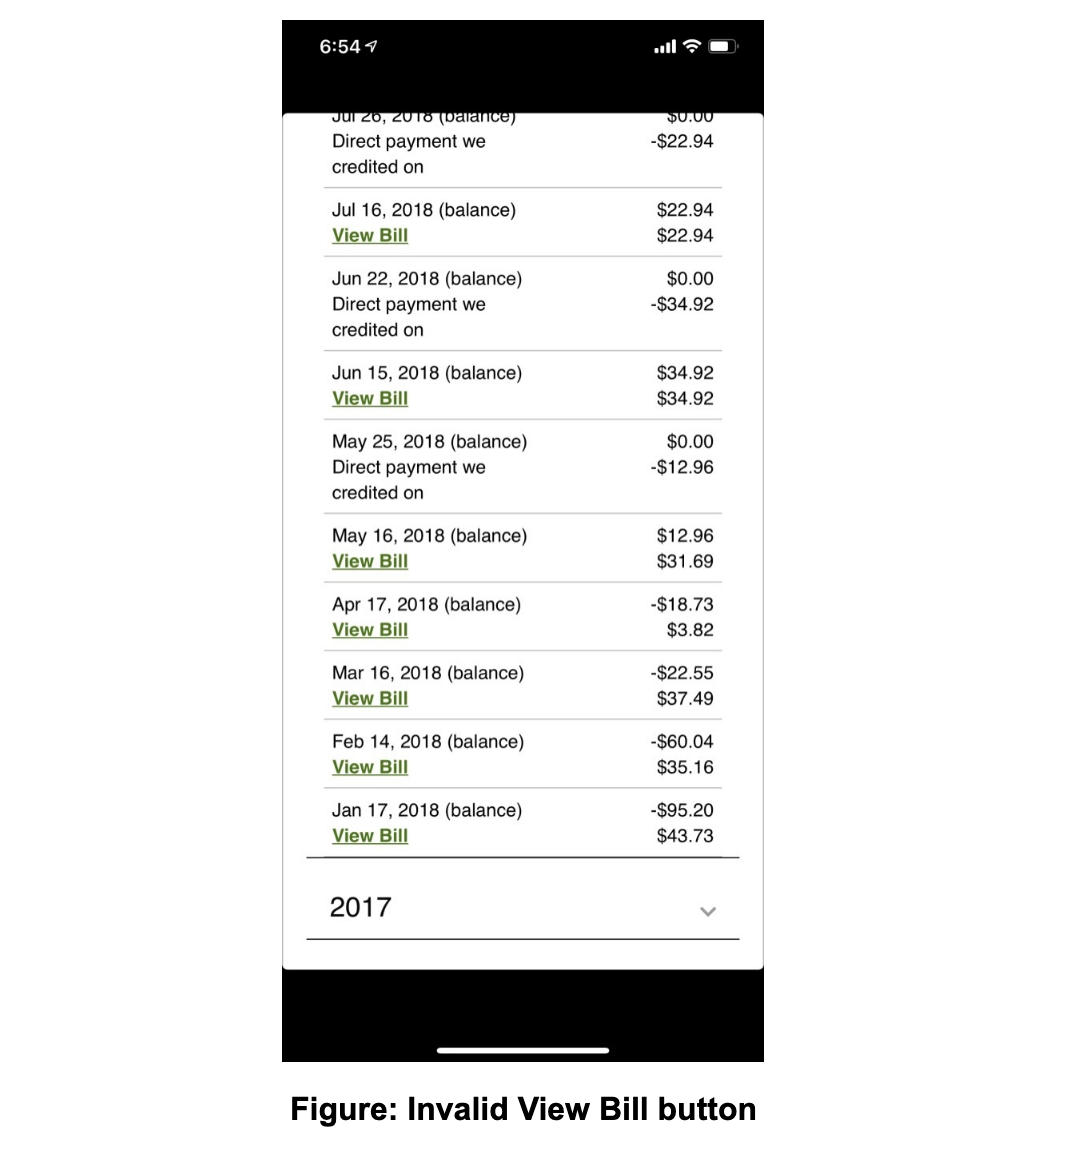 6:54
Jul 26, 2018 (balance) $0.00
Direct payment we -$22.94
credited on
Jul 16, 2018 (balance) $22.94
View Bill $22.94
Jun 22, 2018 (balance) $0.00
Direct payment we -$34.92
credited on
Jun 15, 2018 (balance) $34.92
View Bill $34.92
May 25, 2018 (balance) $0.00
Direct payment we -$12.96
credited on
May 16, 2018 (balance) $12.96
View Bill $31.69
Apr 17, 2018 (balance) -$18.73
View Bill $3.82
Mar 16, 2018 (balance) -$22.55
View Bill $37.49
Feb 14, 2018 (balance) -$60.04
View Bill $35.16
Jan 17, 2018 (balance) -$95.20
View Bill $43.73
2017
Figure: Invalid View Bill button